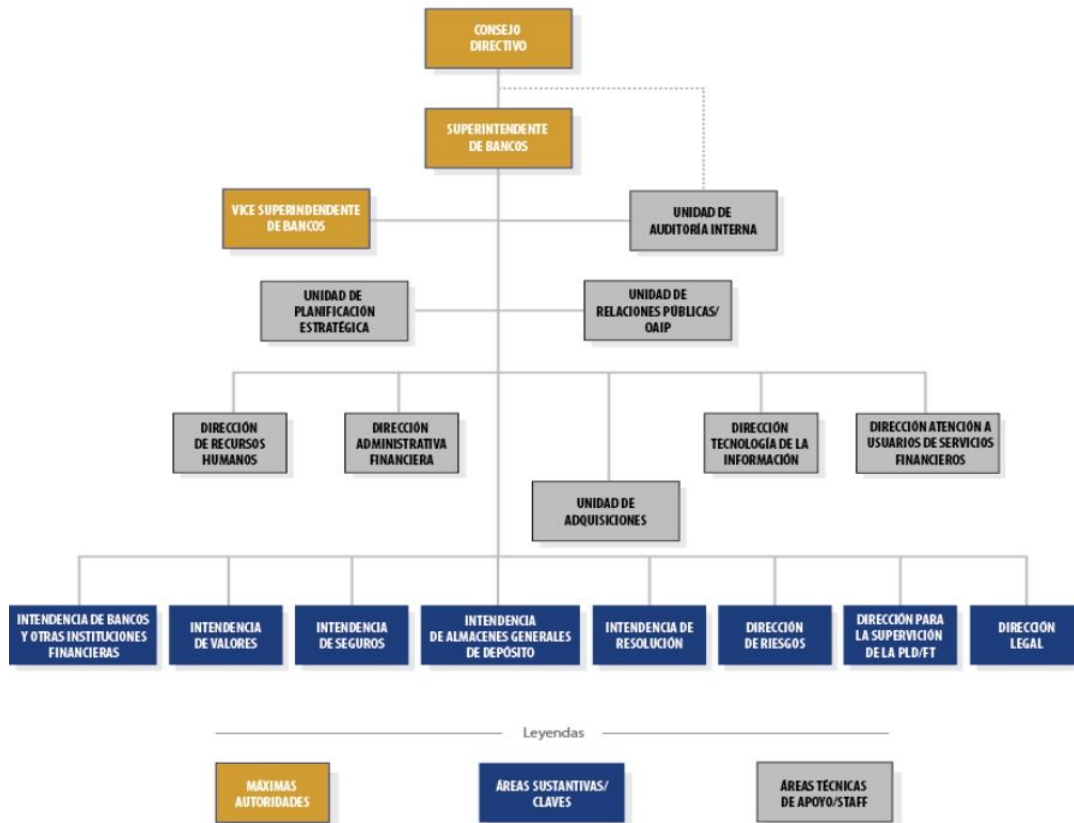 CONSEJO
DIRECTIVO
SUPERINTENDENTE
DE BANCOS
VICE SUPERINDENDENTE
DE BANCOS
UNIDAD DE
AUDITORÍA INTERNA
UNIDAD DE
PLANIFICACIÓN
ESTRATÉGICA
UNIDAD DE
RELACIONES PÚBLICAS/
OAIP
DIRECCIÓN
DE RECURSOS
HUMANOS
DIRECCIÓN
ADMINISTRATIVA
FINANCIERA
UNIDAD DE
ADQUISICIONES
DIRECCIÓN
TECNOLOGÍA DE LA
INFORMACIÓN
DIRECCIÓN ATENCIÓN A
USUARIOS DE SERVICIOS
FINANCIEROS
INTENDENCIA DE BANCOS
Y OTRAS INSTITUCIONES
FINANCIERAS
INTENDENCIA
DE VALORES
INTENDENCIA
DE SEGUROS
INTENDENCIA
DE ALMACENES GENERALES
DE DEPÓSITO
INTENDENCIA DE
RESOLUCIÓN
DIRECCIÓN
DE RIESGOS
DIRECCIÓN PARA
LA SUPERVISIÓN
DE LA PLD/FT
DIRECCIÓN
LEGAL
Leyendas
MÁXIMAS
AUTORIDADES
ÁREAS SUSTANTIVAS/
CLAVES
ÁREAS TÉCNICAS
DE APOYO/STAFF